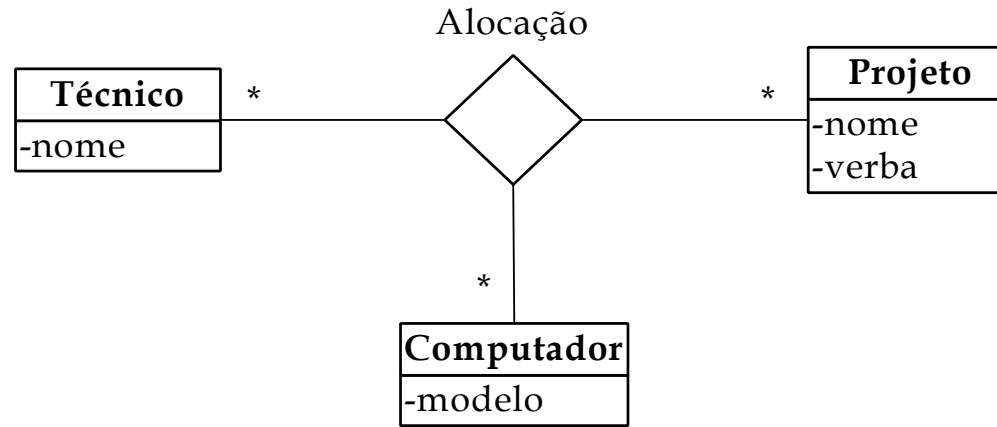 Alocação
Técnico
-nome
*
*
Projeto
-nome
-verba
*
Computador
-modelo